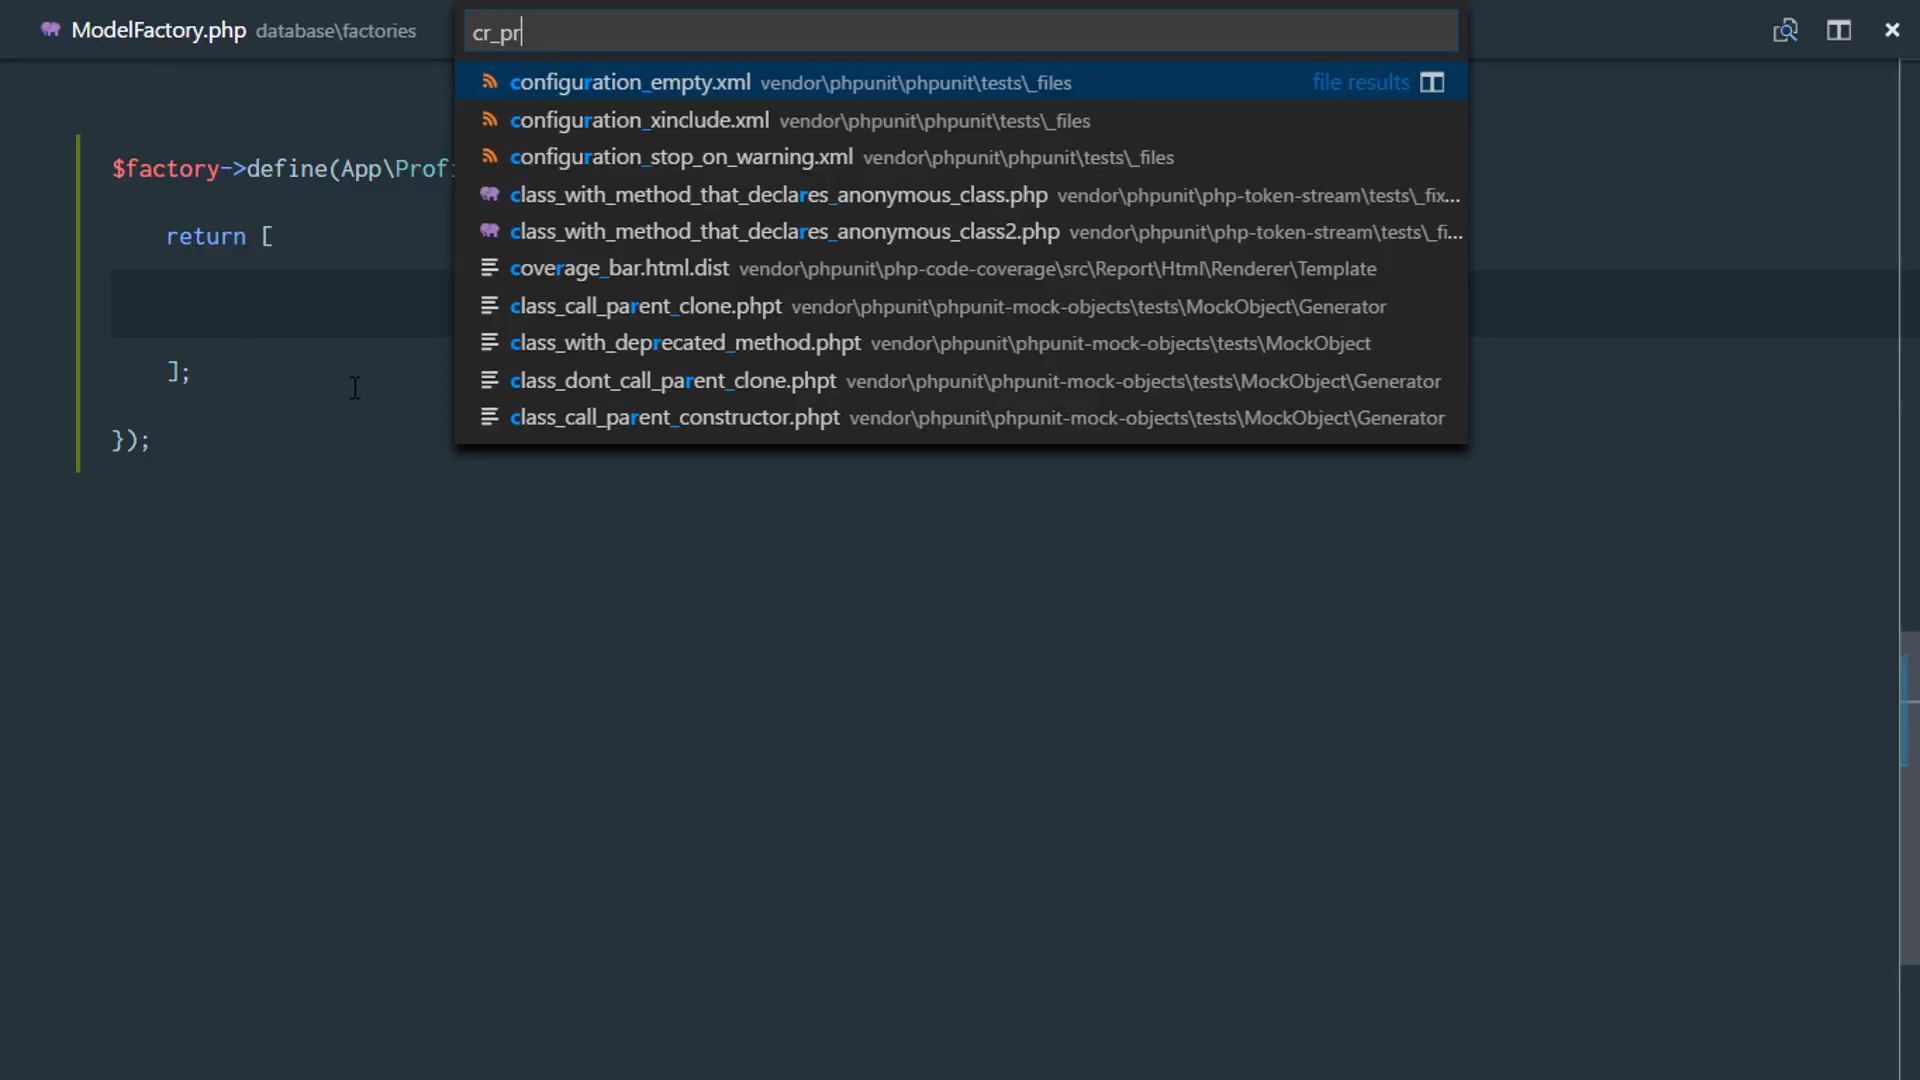 ModelFactory.php database\factories
cr_pr
configuration_empty.xml vendor\phpunit\phpunit\tests\_files file results
configuration_xinclude.xml vendor\phpunit\phpunit\tests\_files
configuration_stop_on_warning.xml vendor\phpunit\phpunit\tests\_files
class_with_method_that_declares_anonymous_class.php vendor\phpunit\php-token-stream\tests\_fix...
class_with_method_that_declares_anonymous_class2.php vendor\phpunit\php-token-stream\tests\_fi...
coverage_bar.html.dist vendor\phpunit\php-code-coverage\src\Report\Html\Renderer\Template
class_call_parent_clone.phpt vendor\phpunit\phpunit-mock-objects\tests\MockObject\Generator
class_with_deprecated_method.phpt vendor\phpunit\phpunit-mock-objects\tests\MockObject
class_dont_call_parent_clone.phpt vendor\phpunit\phpunit-mock-objects\tests\MockObject\Generator
class_call_parent_constructor.phpt vendor\phpunit\phpunit-mock-objects\tests\MockObject\Generator
$factory->define(App\Profi
return [
];
});